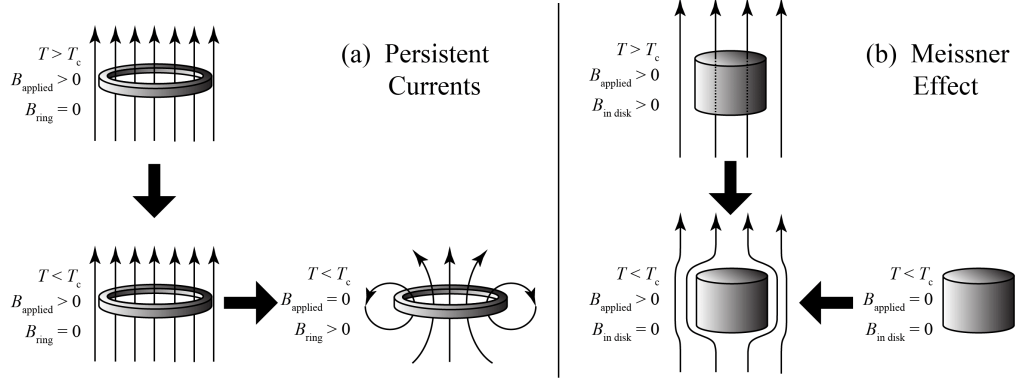 (a) Persistent
Currents
T > Tc
Bapplied > 0
Bring = 0
T < Tc
Bapplied > 0
Bring = 0
T < Tc
Bapplied = 0
Bring > 0
(b) Meissner
Effect
T > Tc
Bapplied > 0
Bin disk > 0
T < Tc
Bapplied > 0
Bin disk = 0
T < Tc
Bapplied = 0
Bin disk = 0